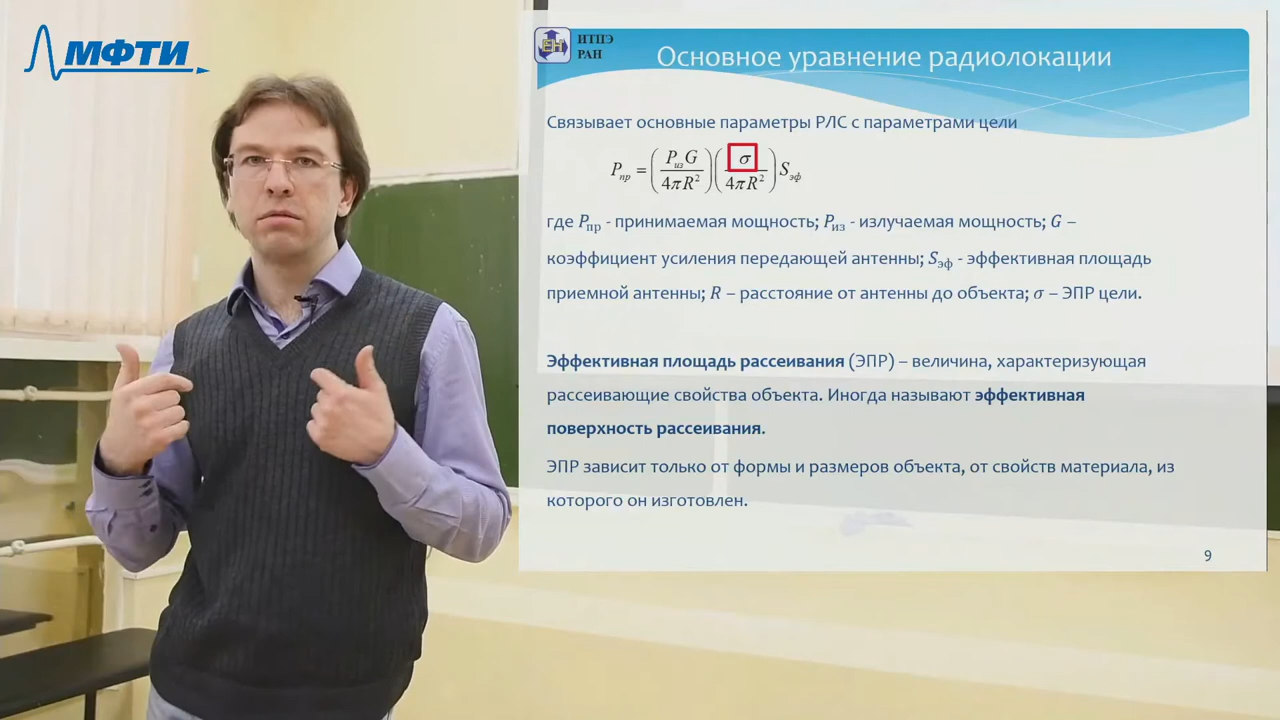 МФТИ
ИТПЭ
РАН
Основное уравнение радиолокации
Связывает основные параметры РЛС с параметрами цели
P_пр = (P_из G / 4πR²) (σ / 4πR²) S_эф
где P_пр - принимаемая мощность; P_из - излучаемая мощность; G –
коэффициент усиления передающей антенны; S_эф - эффективная площадь
приемной антенны; R – расстояние от антенны до объекта; σ – ЭПР цели.
Эффективная площадь рассеивания (ЭПР) – величина, характеризующая
рассеивающие свойства объекта. Иногда называют эффективная
поверхность рассеивания.
ЭПР зависит только от формы и размеров объекта, от свойств материала, из
которого он изготовлен.
9